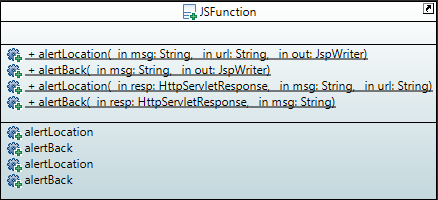 JSFunction
+ alertLocation( in msg: String, in url: String, in out: JspWriter)
+ alertBack( in msg: String, in out: JspWriter)
+ alertLocation( in resp: HttpServletResponse, in msg: String, in url: String)
+ alertBack( in resp: HttpServletResponse, in msg: String)
alertLocation
alertBack
alertLocation
alertBack